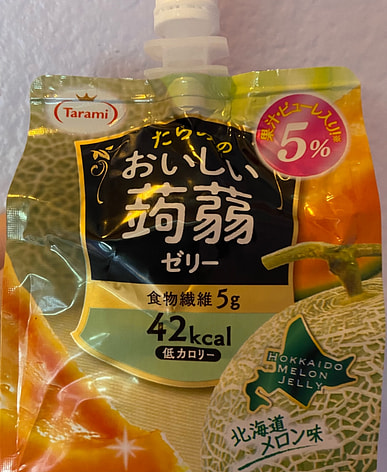 Tarami
果汁・ピューレ入り!
5%
たらみの
おいしい
蒟蒻
ゼリー
食物繊維5g
42kcal
低カロリー
HOKKAIDO
MELON
JELLY
北海道
メロン味